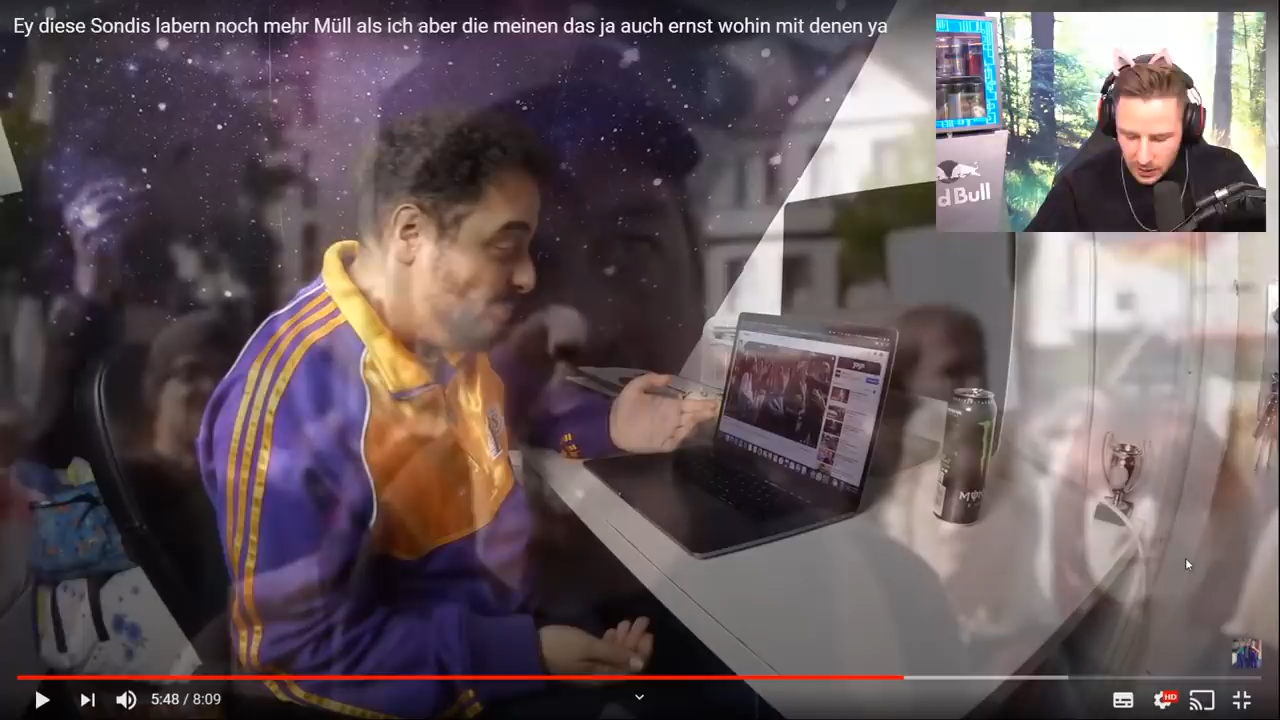 Ey diese Sondis labern noch mehr Müll als ich aber die meinen das ja auch ernst wohin mit denen ya
d Bull
5:48 / 8:09
HD